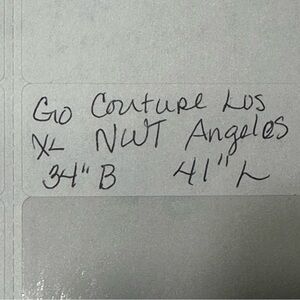 Go Couture Los
XL NWT Angeles
34" B 41" L